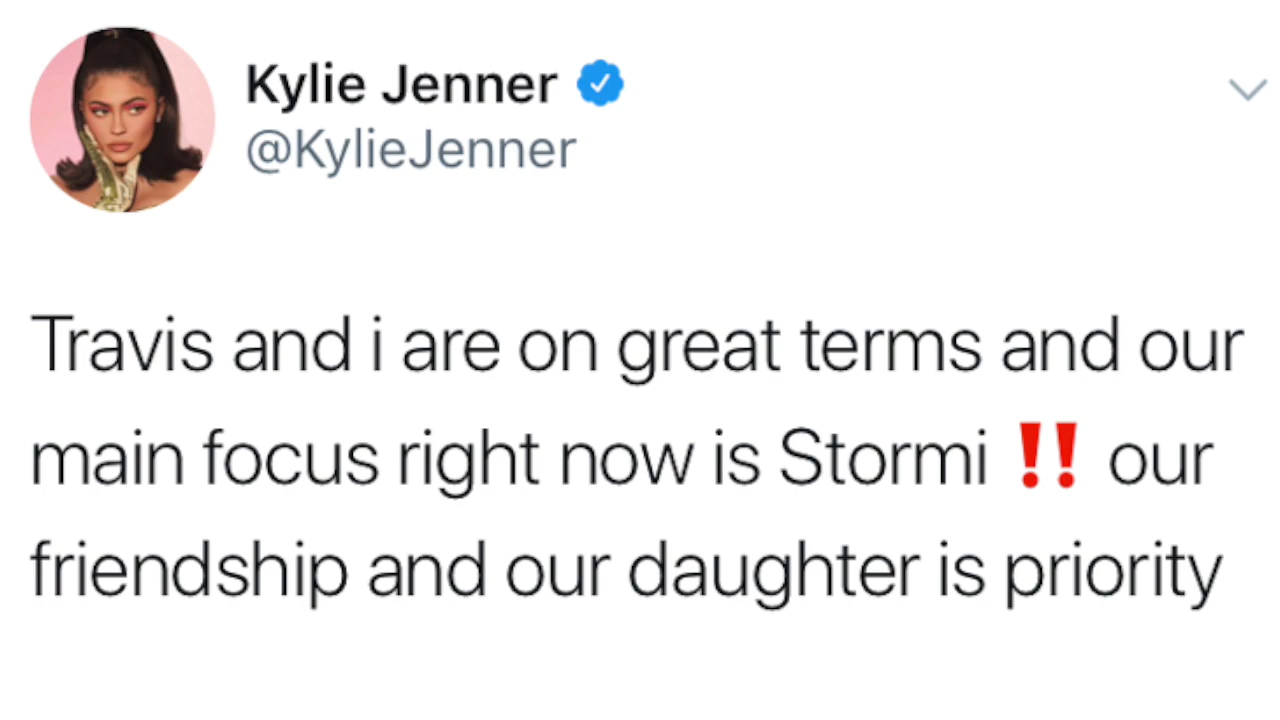 Kylie Jenner
@KylieJenner
Travis and i are on great terms and our
main focus right now is Stormi ‼️ our
friendship and our daughter is priority